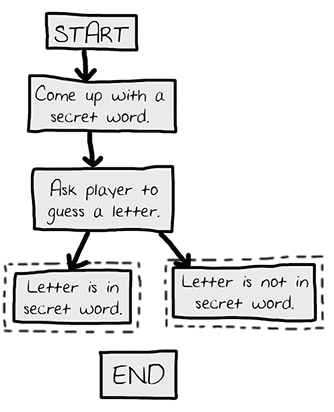 START
Come up with a
secret word.
Ask player to
guess a letter.
Letter is in
secret word.
Letter is not in
secret word.
END